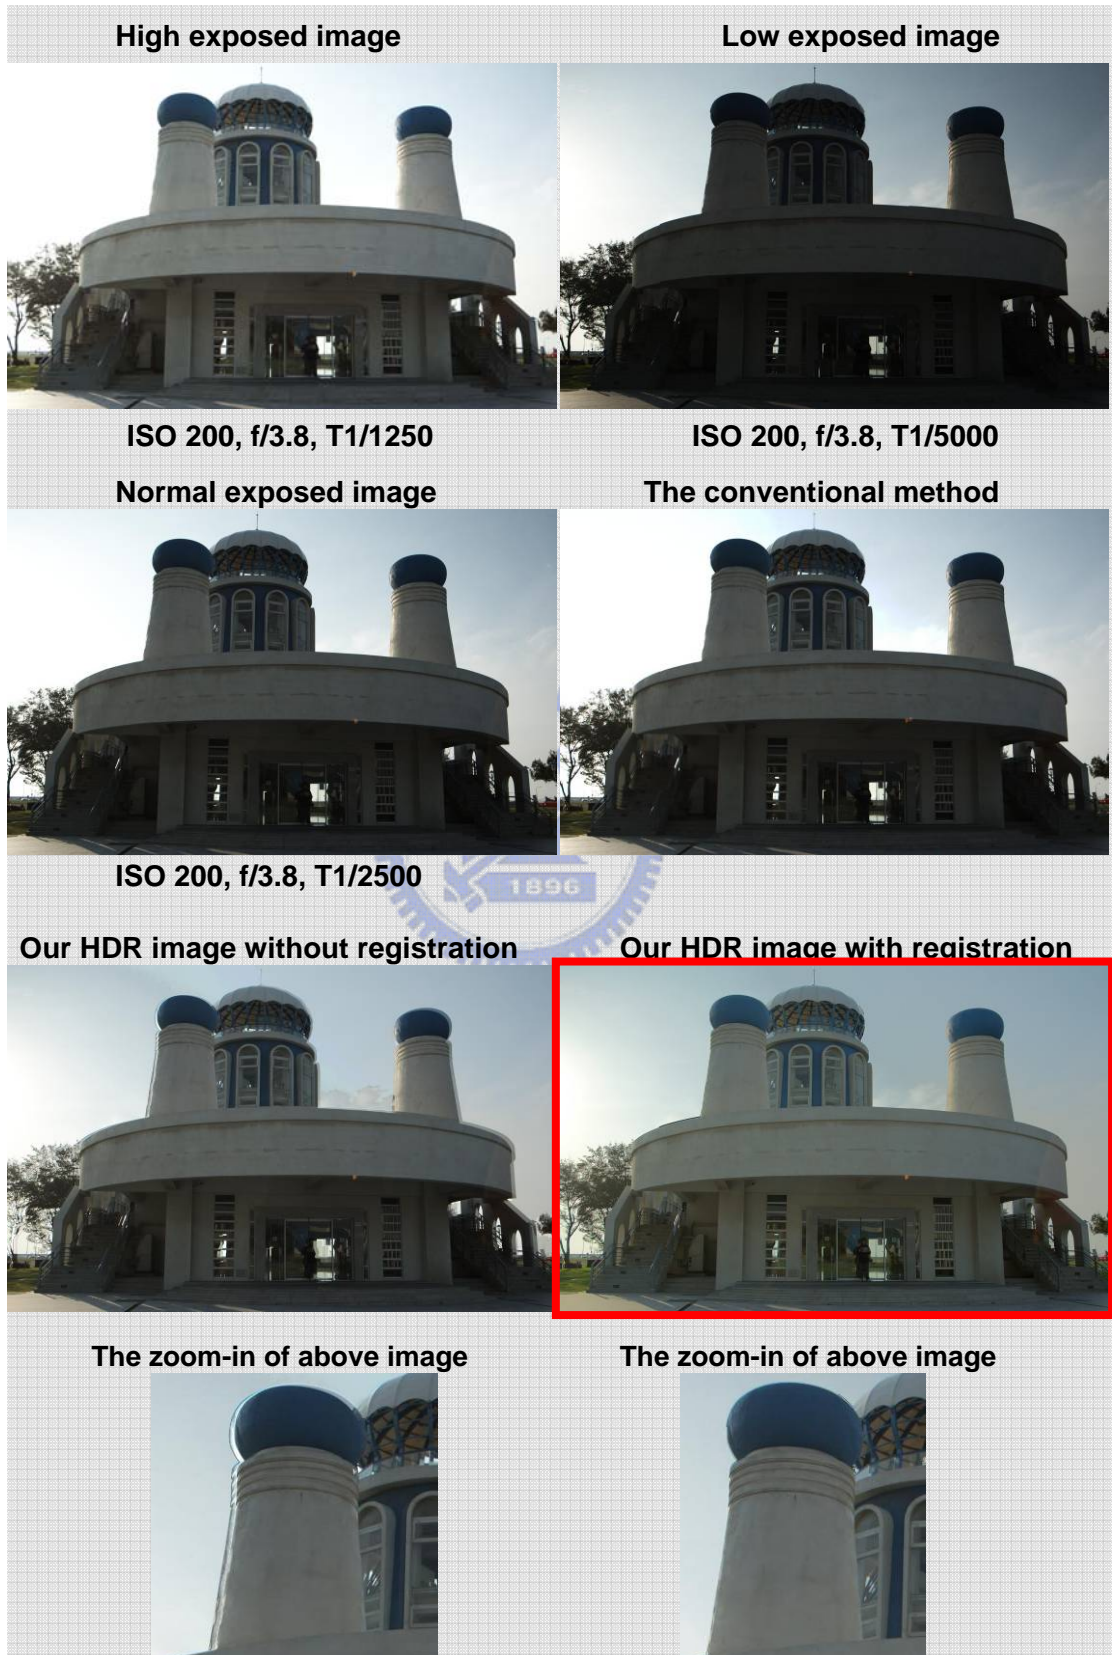 High exposed image
Low exposed image
ISO 200, f/3.8, T1/1250
ISO 200, f/3.8, T1/5000
Normal exposed image
The conventional method
ISO 200, f/3.8, T1/2500
1896
Our HDR image without registration
Our HDR image with registration
The zoom-in of above image
The zoom-in of above image